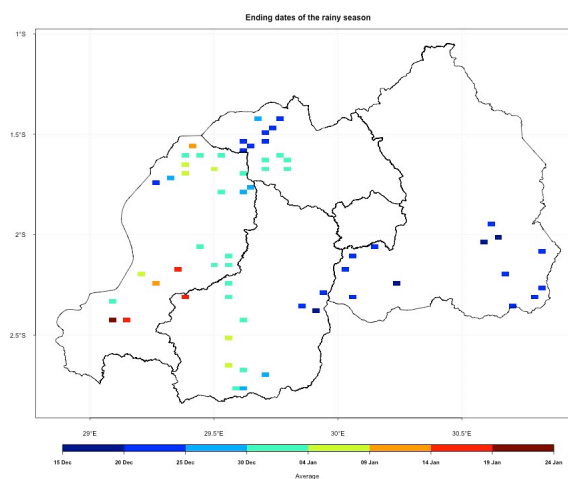 Ending dates of the rainy season
1°S
1.5°S
2°S
2.5°S
29°E 29.5°E 30°E 30.5°E
15 Dec 20 Dec 25 Dec 30 Dec 04 Jan 09 Jan 14 Jan 19 Jan 24 Jan
Average